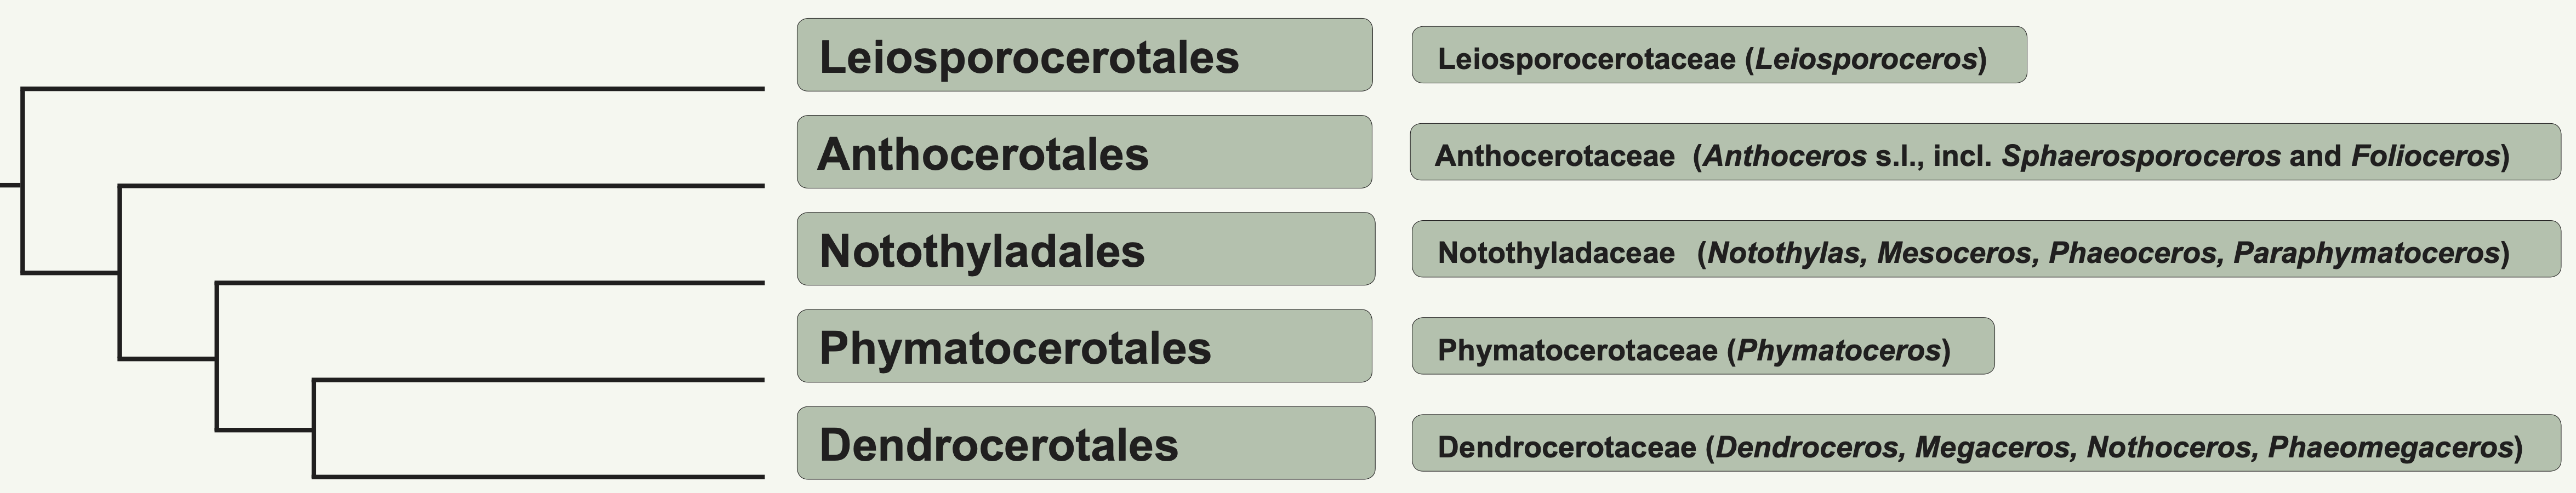 Leiosporocerotales
Leiosporocerotaceae (Leiosporoceros)
Anthocerotales
Anthocerotaceae (Anthoceros s.l., incl. Sphaerosporoceros and Folioceros)
Notothyladales
Notothyladaceae (Notothylas, Mesoceros, Phaeoceros, Paraphymatoceros)
Phymatocerotales
Phymatocerotaceae (Phymatoceros)
Dendrocerotales
Dendrocerotaceae (Dendroceros, Megaceros, Nothoceros, Phaeomegaceros)